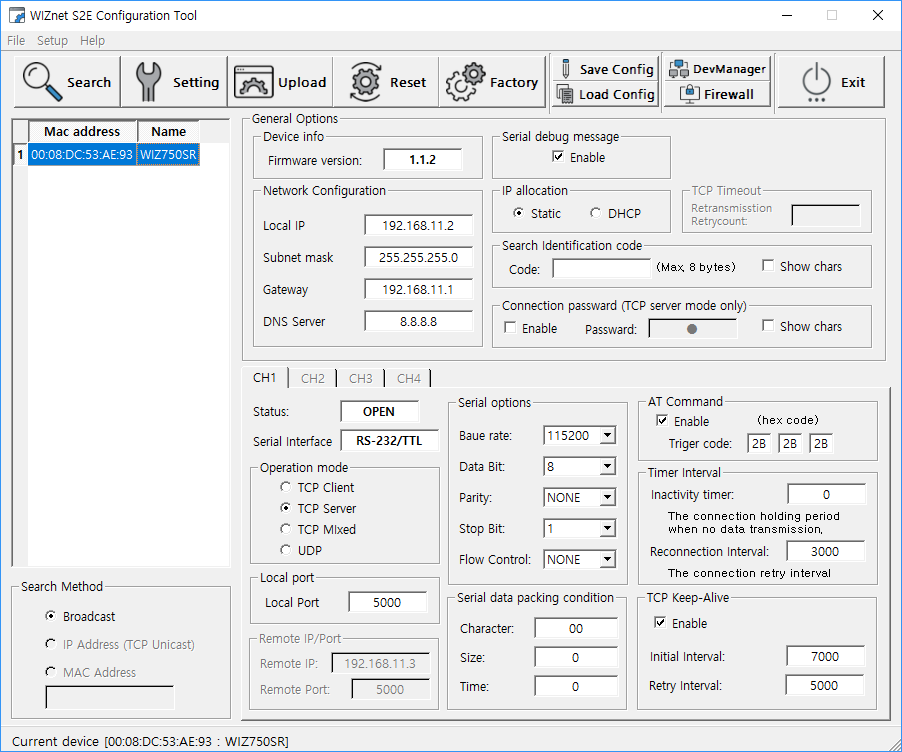 WIZnet S2E Configuration Tool
File Setup Help
Search Setting Upload Reset Factory
Save Config
Load Config
DevManager
Firewall
Exit
Mac address Name
1 00:08:DC:53:AE:93 WIZ750SR
Search Method
Broadcast
IP Address (TCP Unicast)
MAC Address
General Options
Device info
Firmware version: 1.1.2
Network Configuration
Local IP 192.168.11.2
Subnet mask 255.255.255.0
Gateway 192.168.11.1
DNS Server 8.8.8.8
Serial debug message
Enable
IP allocation
Static DHCP
TCP Timeout
Retransmisstion
Retrycount:
Search Identification code
Code: (Max, 8 bytes) Show chars
Connection passward (TCP server mode only)
Enable Password: Show chars
CH1 CH2 CH3 CH4
Status: OPEN
Serial Interface RS-232/TTL
Operation mode
TCP Client
TCP Server
TCP MIxed
UDP
Local port
Local Port 5000
Remote IP/Port
Remote IP: 192.168.11.3
Remote Port: 5000
Serial options
Baue rate: 115200
Data Bit: 8
Parity: NONE
Stop Bit: 1
Flow Control: NONE
Serial data packing condition
Character: 00
Size: 0
Time: 0
AT Command
Enable (hex code)
Triger code: 2B 2B 2B
Timer Interval
Inactivity timer: 0
The connection holding period
when no data transmission,
Reconnection Interval: 3000
The connection retry interval
TCP Keep-Alive
Enable
Initial Interval: 7000
Retry Interval: 5000
Current device [00:08:DC:53:AE:93 : WIZ750SR]